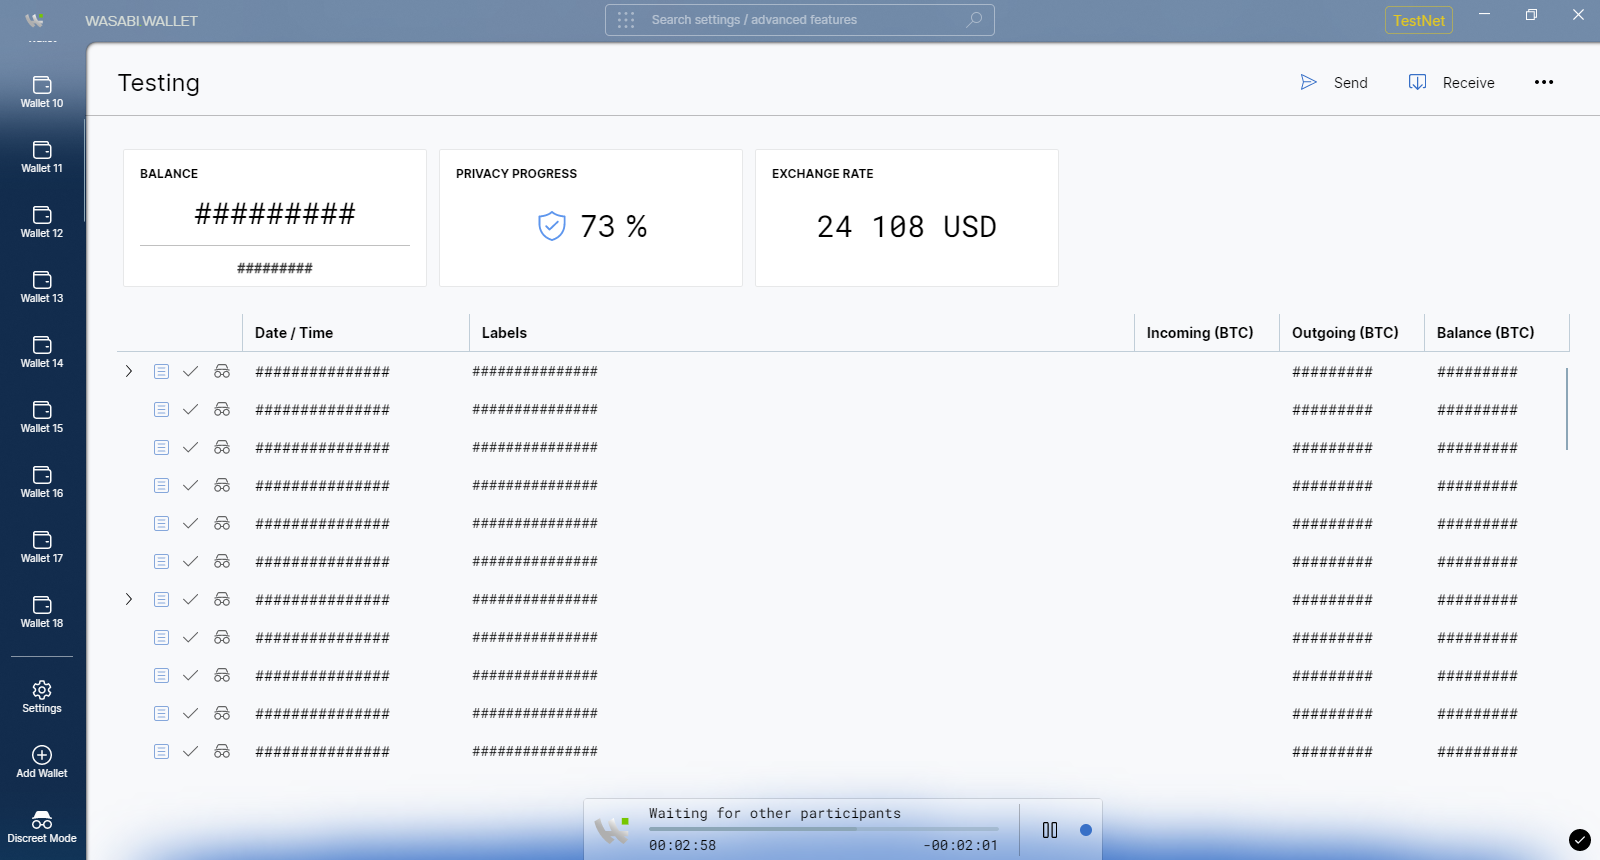 WASABI WALLET
Search settings / advanced features
TestNet
Wallet
Wallet 10
Wallet 11
Wallet 12
Wallet 13
Wallet 14
Wallet 15
Wallet 16
Wallet 17
Wallet 18
Settings
Add Wallet
Discreet Mode
Testing
Send
Receive
BALANCE
#########
#########
PRIVACY PROGRESS
73 %
EXCHANGE RATE
24 108 USD
Date / Time Labels Incoming (BTC) Outgoing (BTC) Balance (BTC)
############### ############### ######### #########
############### ############### ######### #########
############### ############### ######### #########
############### ############### ######### #########
############### ############### ######### #########
############### ############### ######### #########
############### ############### ######### #########
############### ############### ######### #########
############### ############### ######### #########
############### ############### ######### #########
############### ############### ######### #########
Waiting for other participants
00:02:58 -00:02:01